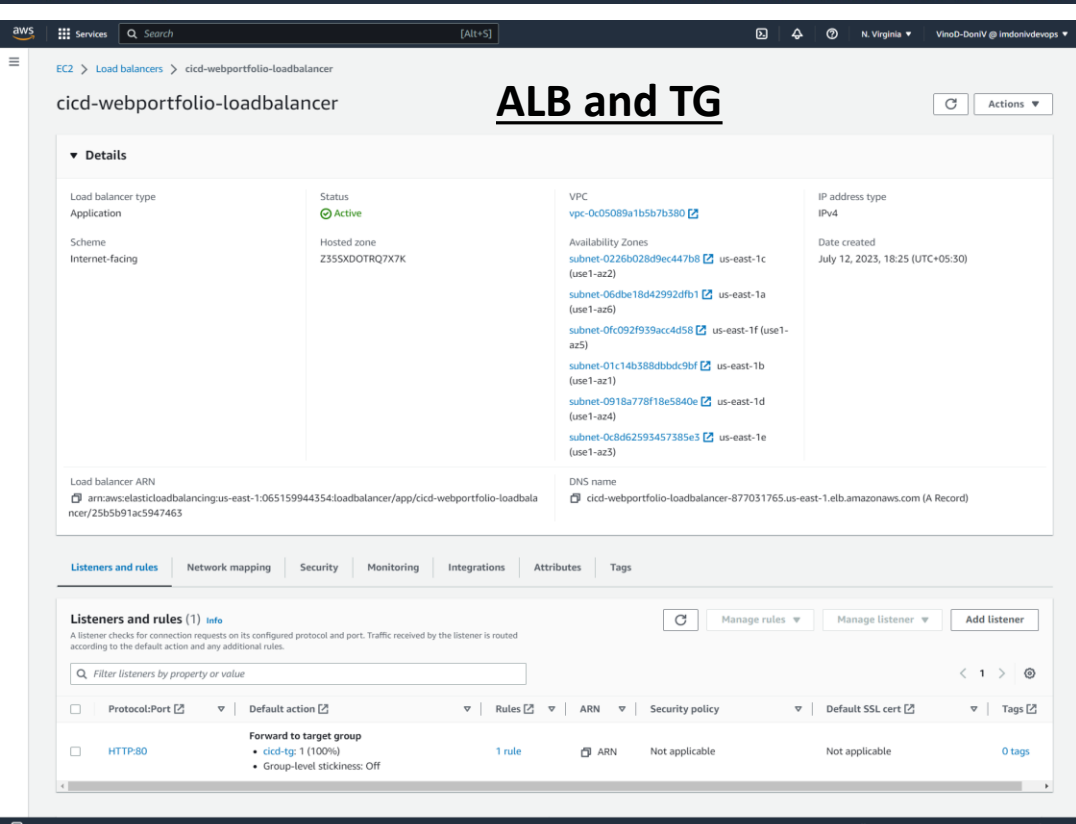 aws
Services
Search
[Alt+S]
N. Virginia ▼
VinoD-DoniV @ imdonivdevops ▼
EC2 > Load balancers > cicd-webportfolio-loadbalancer
cicd-webportfolio-loadbalancer
ALB and TG
Actions ▼
▼ Details
Load balancer type
Application
Status
Active
VPC
vpc-0c05089a1b5b7b380
IP address type
IPv4
Scheme
Internet-facing
Hosted zone
Z35SXDOTRQ7X7K
Availability Zones
subnet-0226b028d9ec447b8 us-east-1c
(use1-az2)
subnet-06dbe18d42992dfb1 us-east-1a
(use1-az6)
subnet-0fc092f939acc4d58 us-east-1f (use1-
az5)
subnet-01c14b388dbbdc9bf us-east-1b
(use1-az1)
subnet-0918a778f18e5840e us-east-1d
(use1-az4)
subnet-0c8d62593457385e3 us-east-1e
(use1-az3)
Date created
July 12, 2023, 18:25 (UTC+05:30)
Load balancer ARN
arn:aws:elasticloadbalancing:us-east-1:065159944354:loadbalancer/app/cicd-webportfolio-loadbala
ncer/25b5b91ac5947463
DNS name
cicd-webportfolio-loadbalancer-877031765.us-east-1.elb.amazonaws.com (A Record)
Listeners and rules
Network mapping
Security
Monitoring
Integrations
Attributes
Tags
Listeners and rules (1) Info
A listener checks for connection requests on its configured protocol and port. Traffic received by the listener is routed
according to the default action and any additional rules.
Manage rules ▼
Manage listener ▼
Add listener
Filter listeners by property or value
< 1 >
Protocol:Port
Default action
Rules
ARN
Security policy
Default SSL cert
Tags
HTTP:80
Forward to target group
• cicd-tg: 1 (100%)
• Group-level stickiness: Off
1 rule
ARN
Not applicable
Not applicable
0 tags